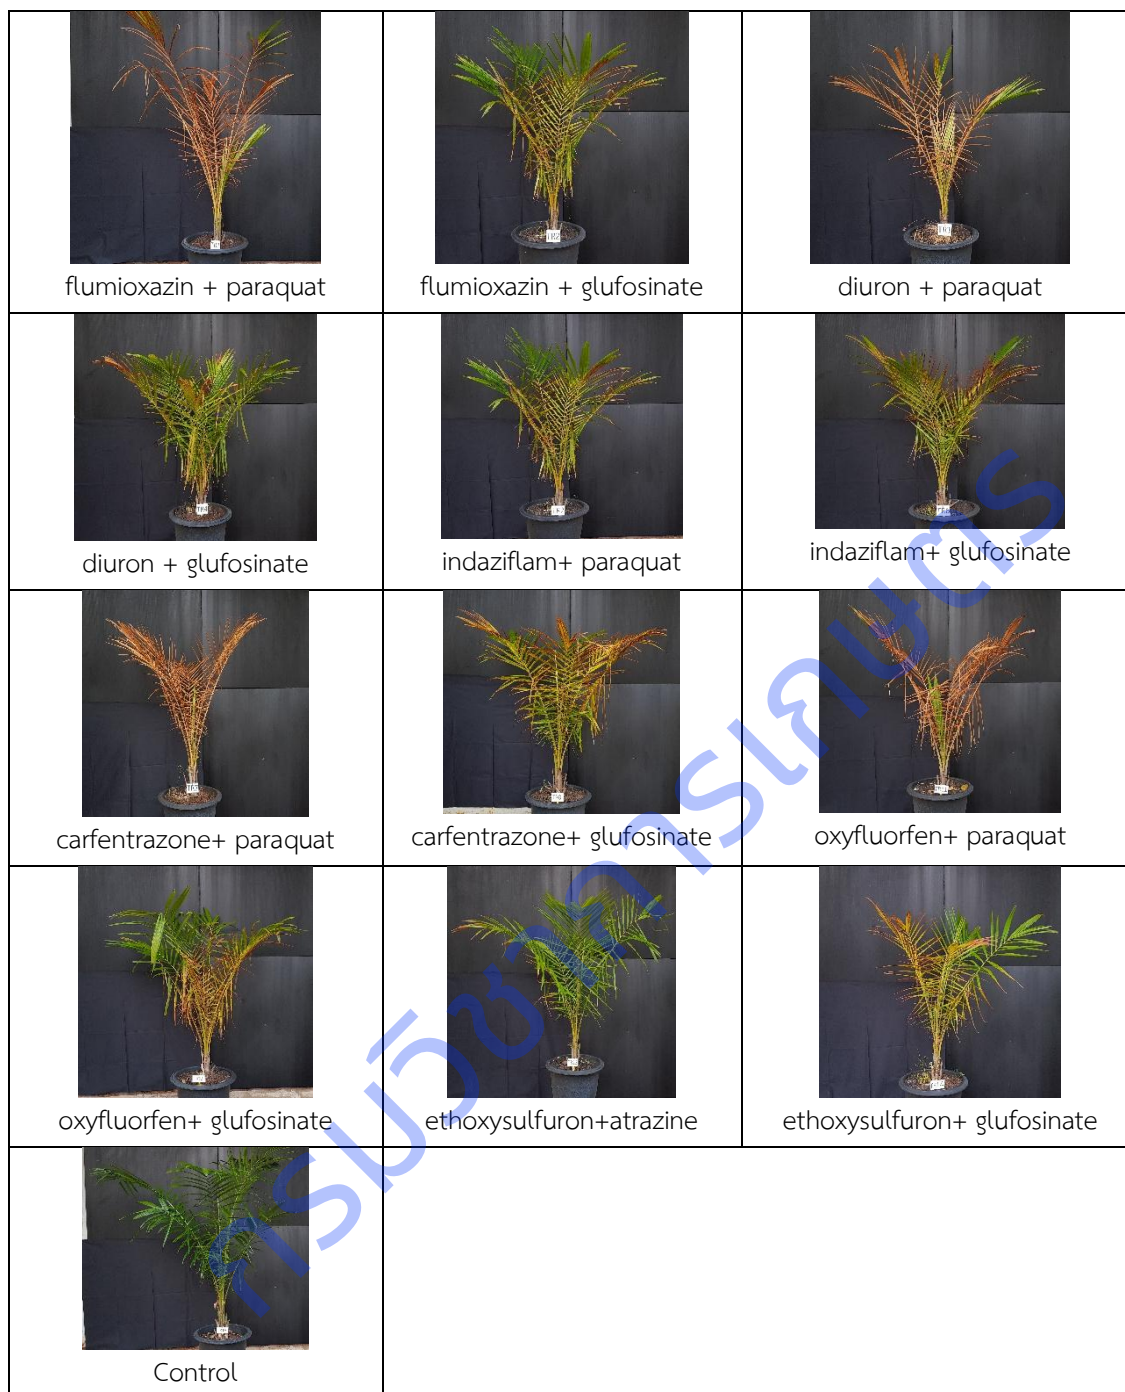 flumioxazin + paraquat
flumioxazin + glufosinate
diuron + paraquat
diuron + glufosinate
indaziflam+ paraquat
indaziflam+ glufosinate
carfentrazone+ paraquat
carfentrazone+ glufosinate
oxyfluorfen+ paraquat
oxyfluorfen+ glufosinate
ethoxysulfuron+atrazine
ethoxysulfuron+ glufosinate
Control
กรมวิชาการเกษตร